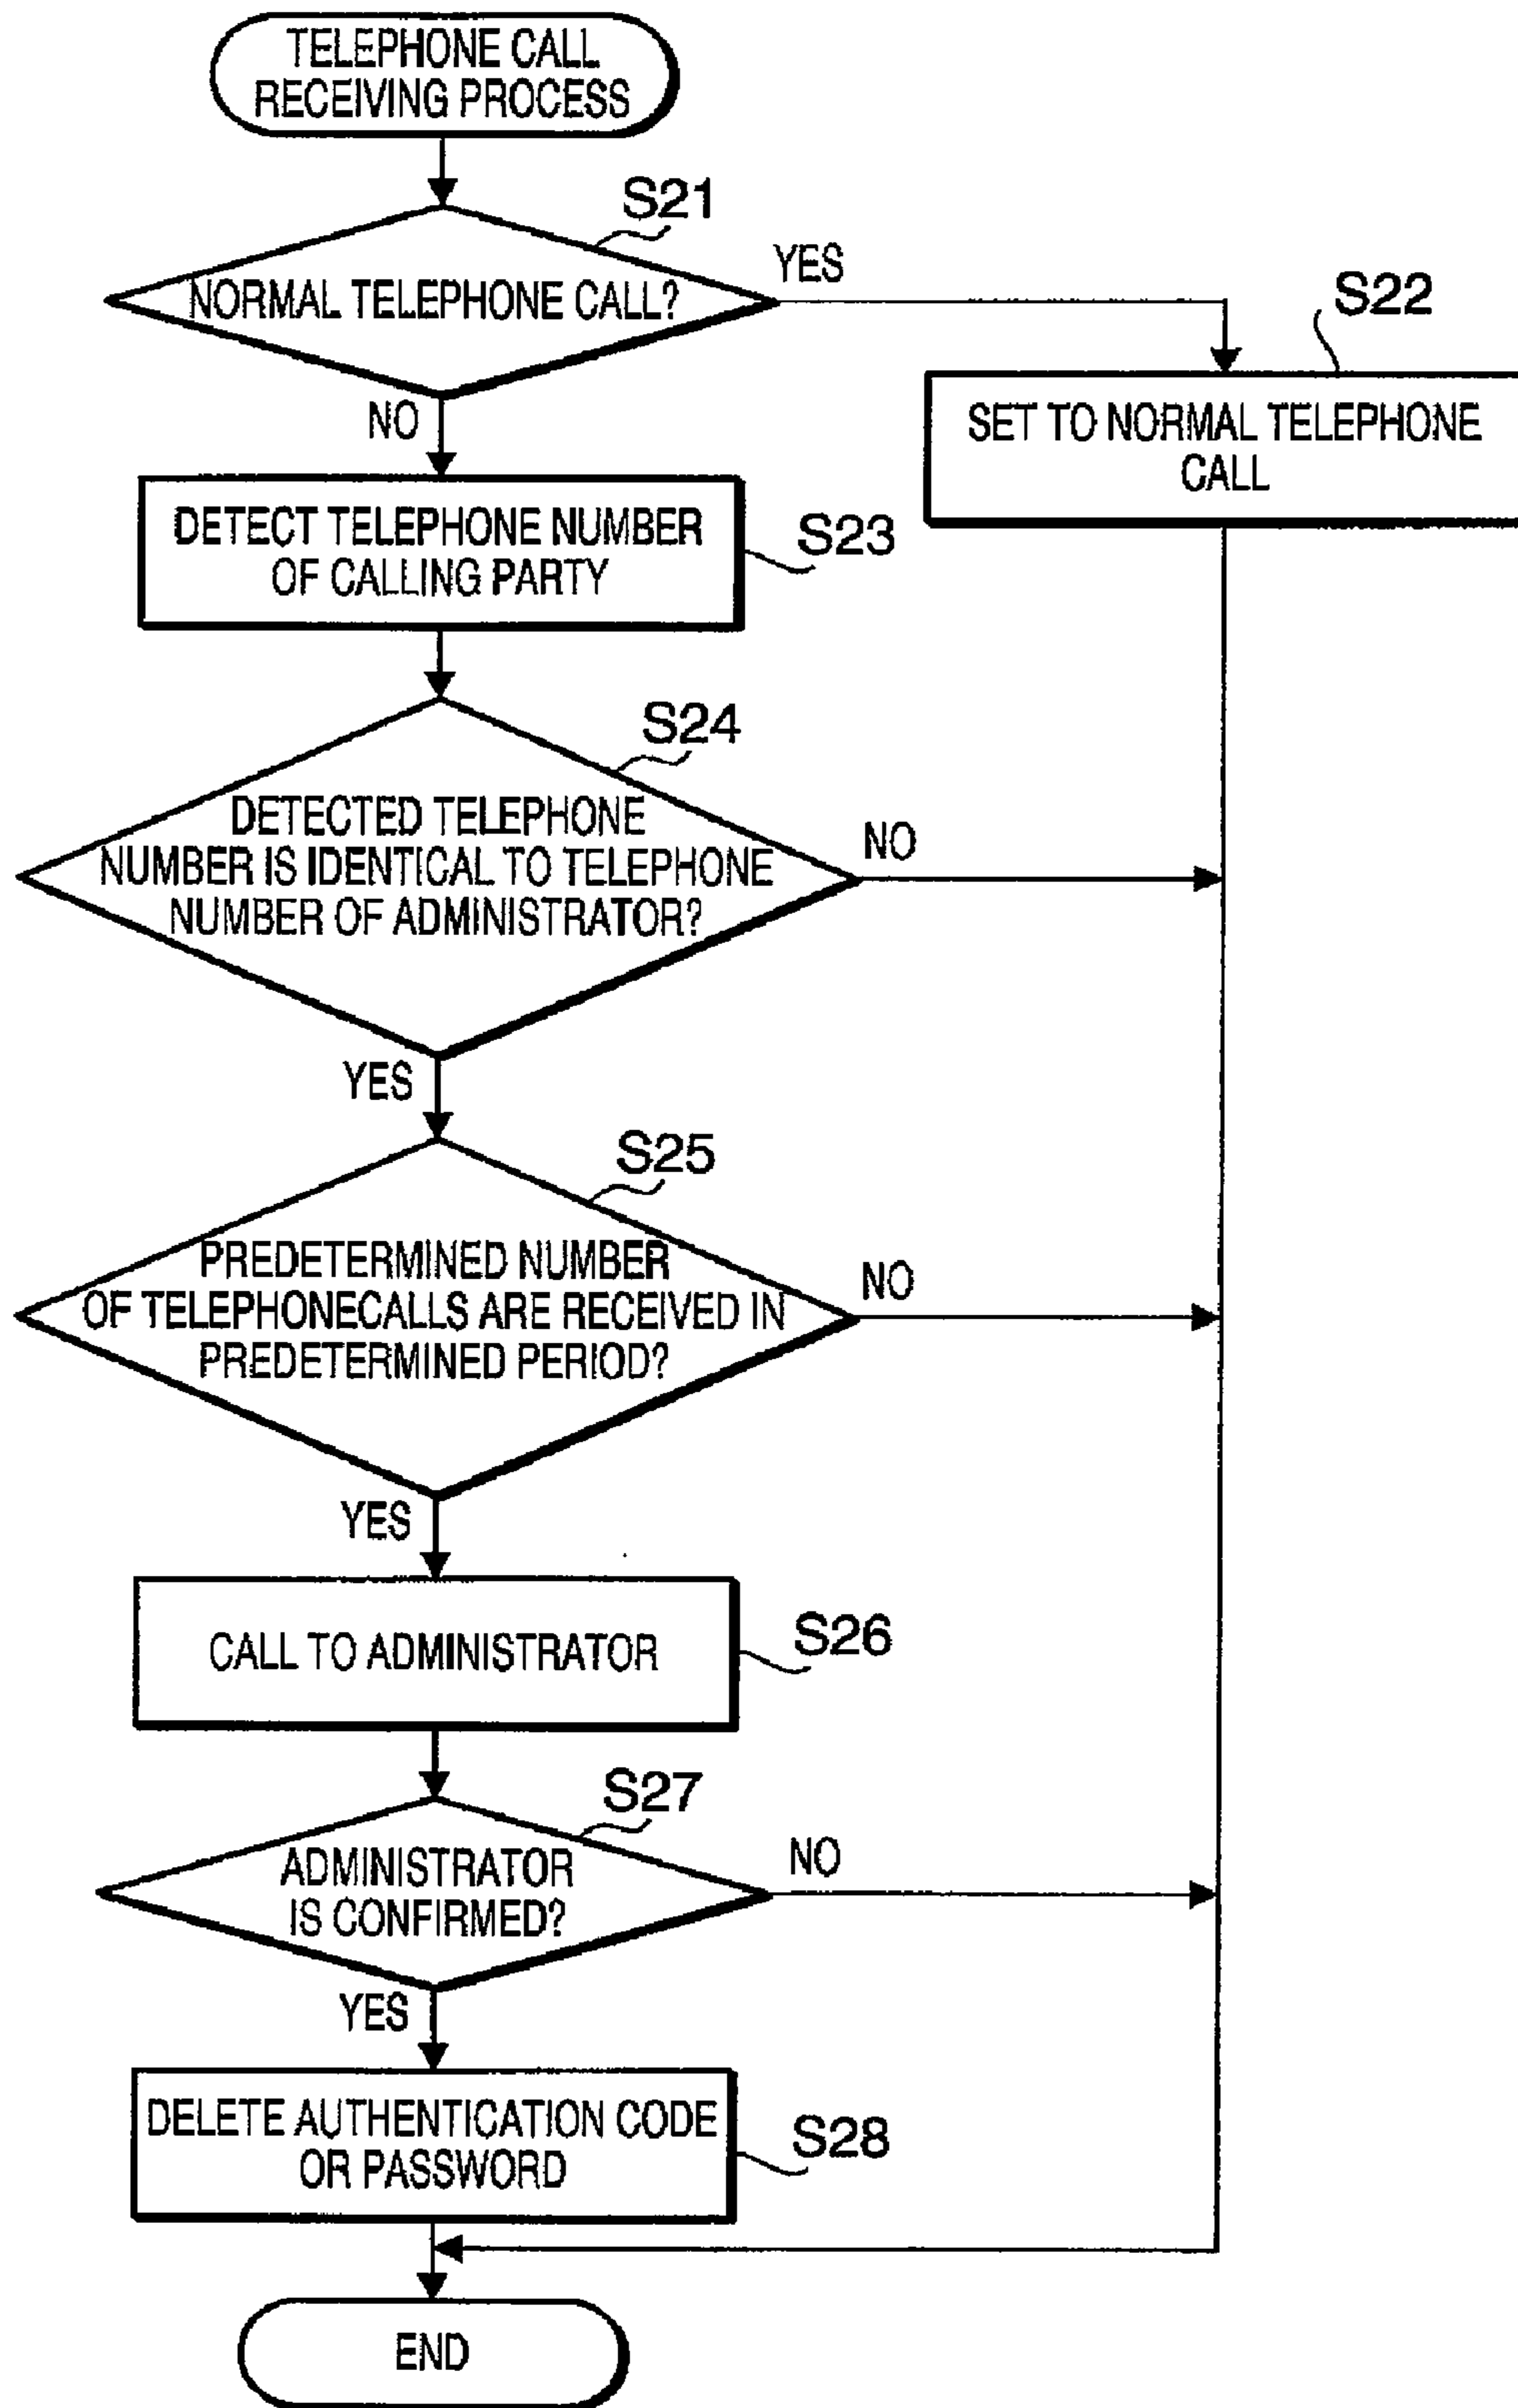 TELEPHONE CALL
RECEIVING PROCESS
S21
NORMAL TELEPHONE CALL?
YES
S22
SET TO NORMAL TELEPHONE
CALL
NO
DETECT TELEPHONE NUMBER
OF CALLING PARTY
S23
S24
DETECTED TELEPHONE
NUMBER IS IDENTICAL TO TELEPHONE
NUMBER OF ADMINISTRATOR?
NO
YES
S25
PREDETERMINED NUMBER
OF TELEPHONECALLS ARE RECEIVED IN
PREDETERMINED PERIOD?
NO
YES
CALL TO ADMINISTRATOR
S26
S27
ADMINISTRATOR
IS CONFIRMED?
NO
YES
DELETE AUTHENTICATION CODE
OR PASSWORD
S28
END